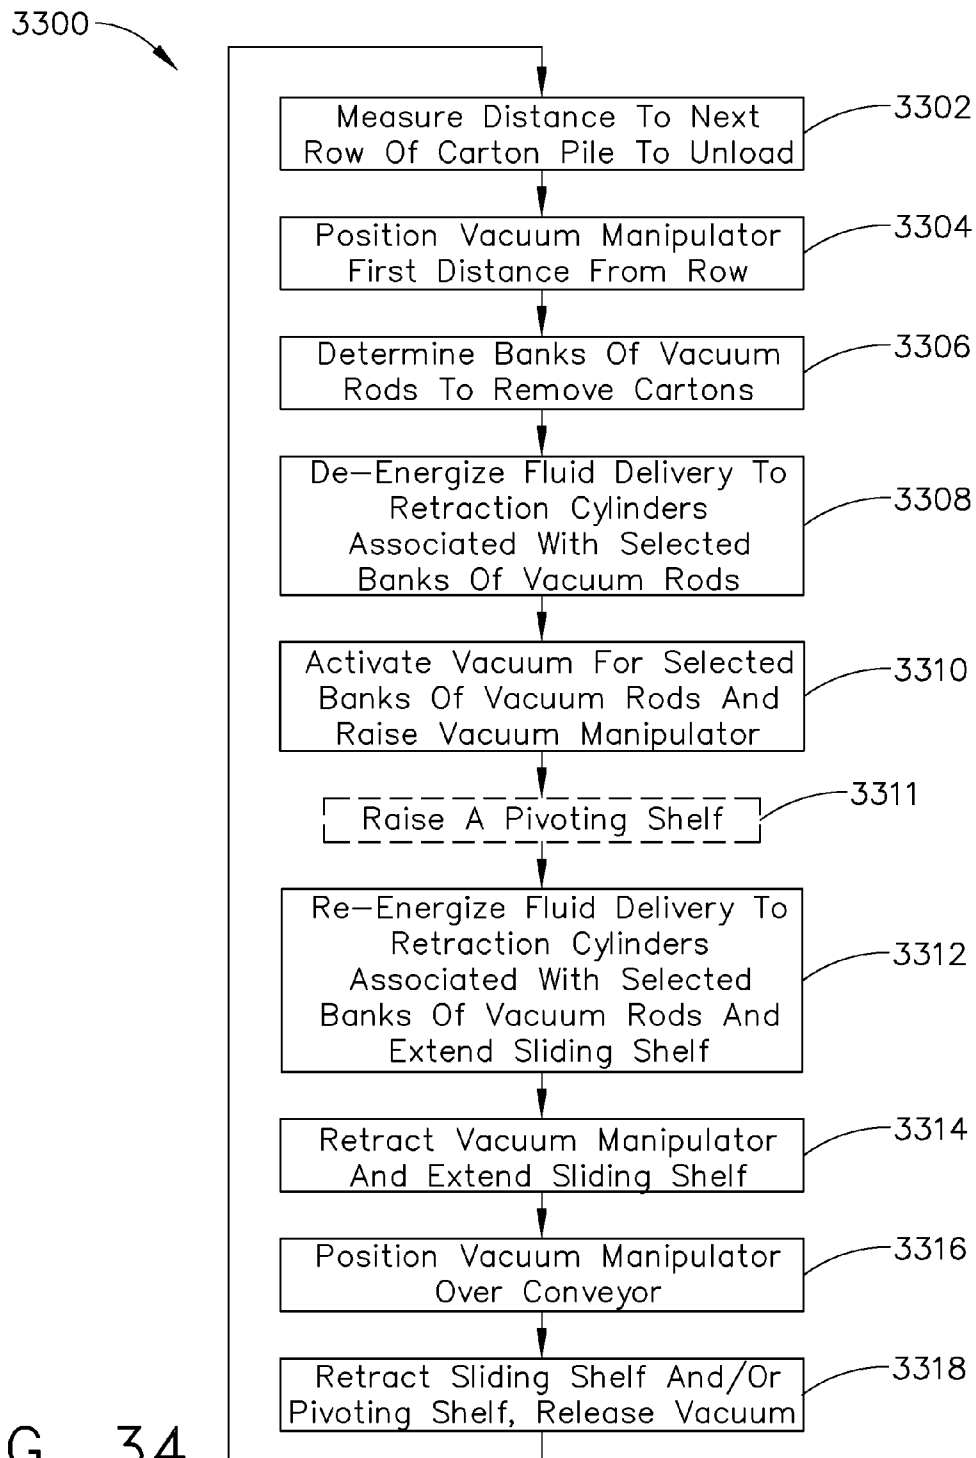 3300
Measure Distance To Next
Row Of Carton Pile To Unload
3302
Position Vacuum Manipulator
First Distance From Row
3304
Determine Banks Of Vacuum
Rods To Remove Cartons
3306
De-Energize Fluid Delivery To
Retraction Cylinders
Associated With Selected
Banks Of Vacuum Rods
3308
Activate Vacuum For Selected
Banks Of Vacuum Rods And
Raise Vacuum Manipulator
3310
Raise A Pivoting Shelf
3311
Re-Energize Fluid Delivery To
Retraction Cylinders
Associated With Selected
Banks Of Vacuum Rods And
Extend Sliding Shelf
3312
Retract Vacuum Manipulator
And Extend Sliding Shelf
3314
Position Vacuum Manipulator
Over Conveyor
3316
Retract Sliding Shelf And/Or
Pivoting Shelf, Release Vacuum
3318
G. 34